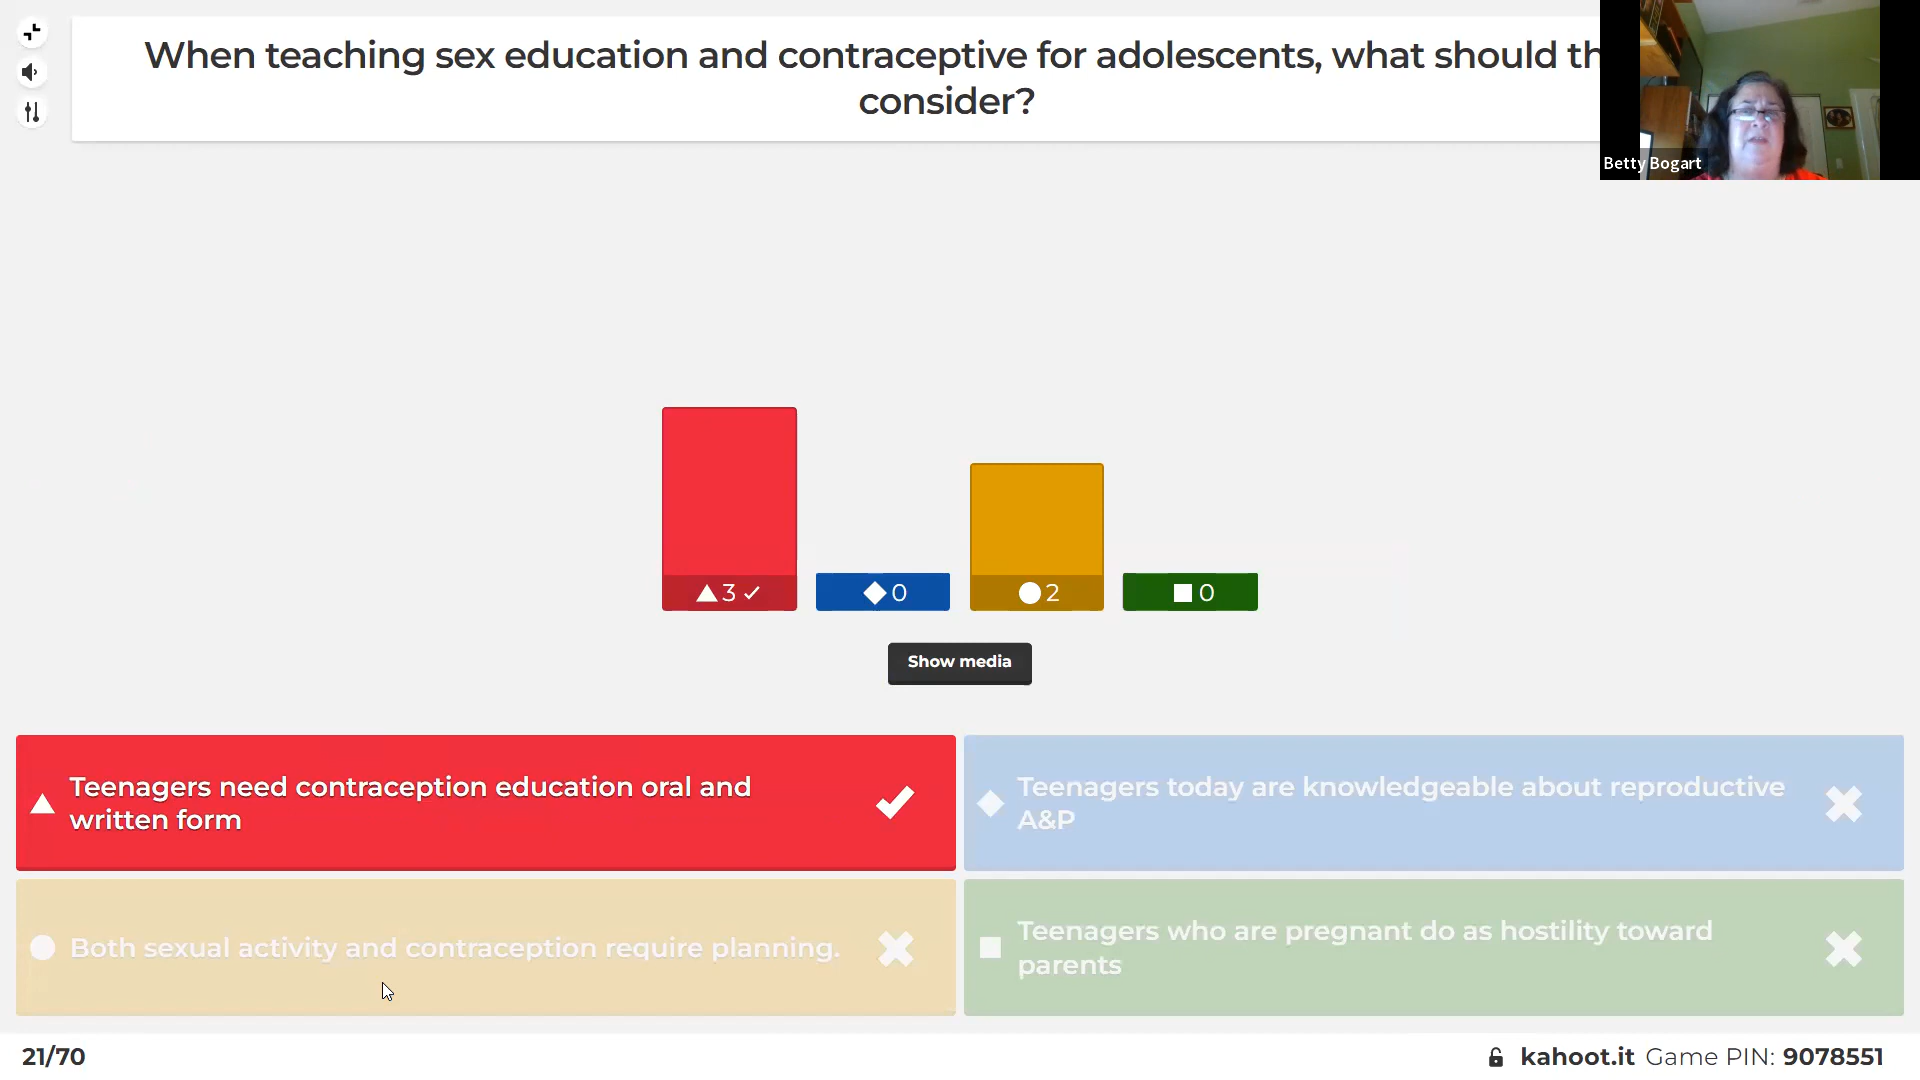 When teaching sex education and contraceptive for adolescents, what should th
consider?
Betty Bogart
3
0
2
0
Show media
Teenagers need contraception education oral and
written form
Teenagers today are knowledgeable about reproductive
A&P
Both sexual activity and contraception require planning.
Teenagers who are pregnant do as hostility toward
parents
21/70
kahoot.it Game PIN: 9078551